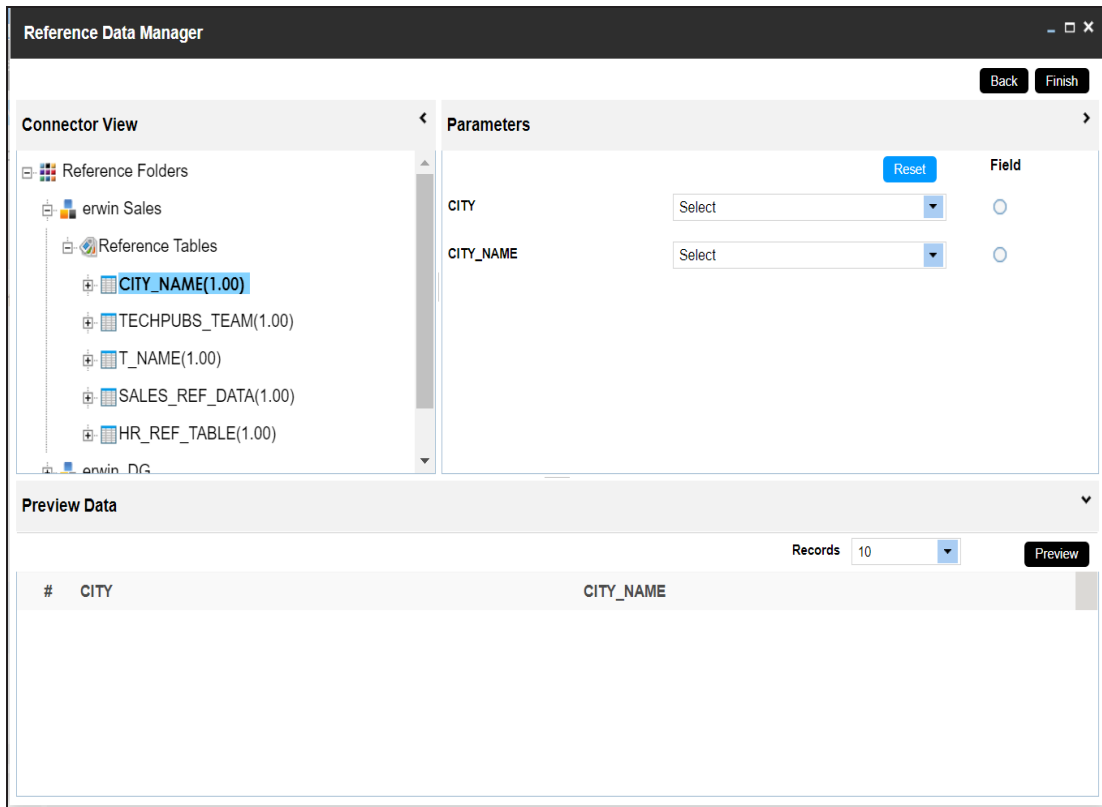 Reference Data Manager
Back Finish
Connector View
Parameters
Reference Folders
erwin Sales
Reference Tables
CITY_NAME(1.00)
TECHPUBS_TEAM(1.00)
T_NAME(1.00)
SALES_REF_DATA(1.00)
HR_REF_TABLE(1.00)
erwin_DG
Reset Field
CITY Select
CITY_NAME Select
Preview Data
Records 10 Preview
# CITY CITY_NAME